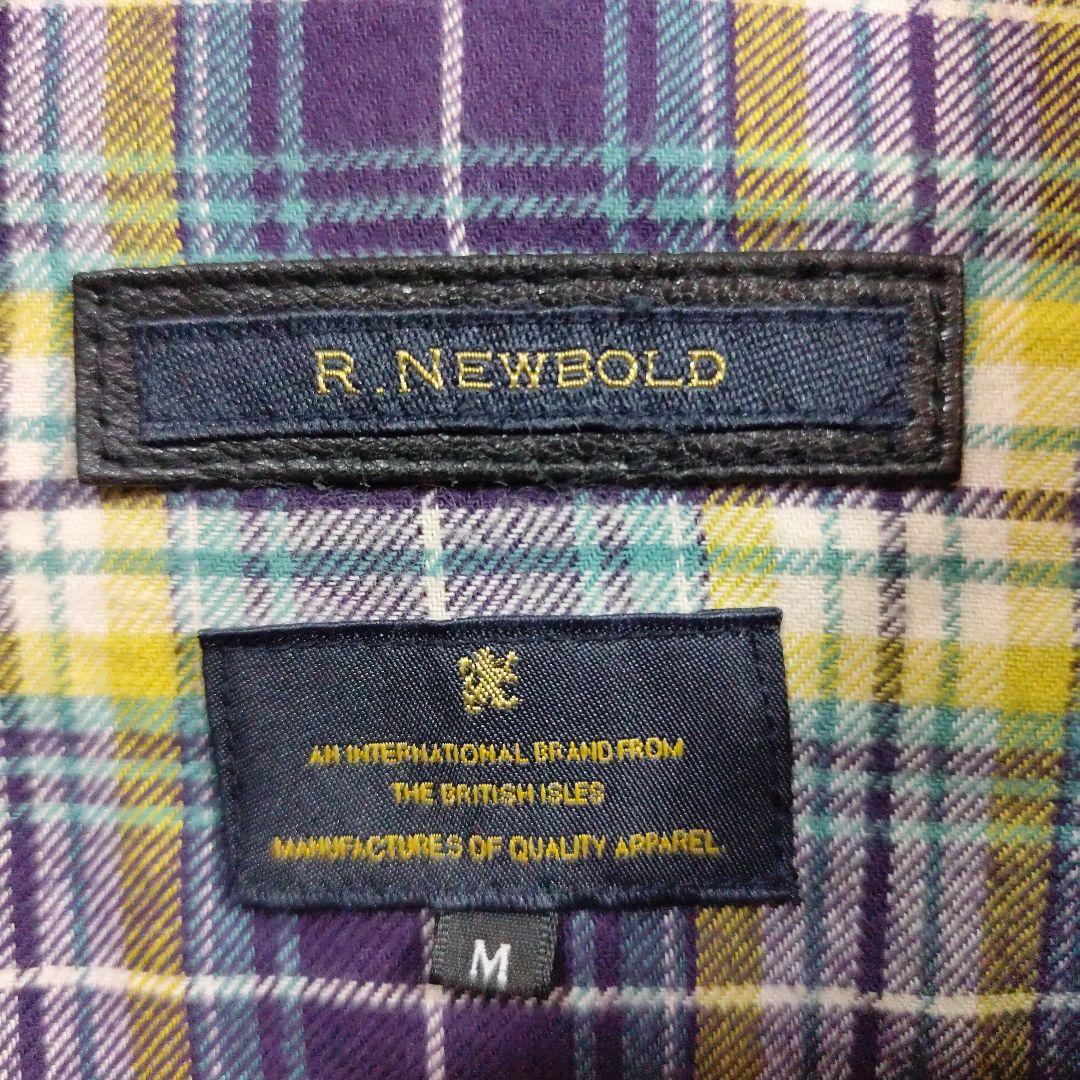 R. NEWBOLD
AN INTERNATIONAL BRAND FROM
THE BRITISH ISLES
MANUFACTURES OF QUALITY APPAREL
M